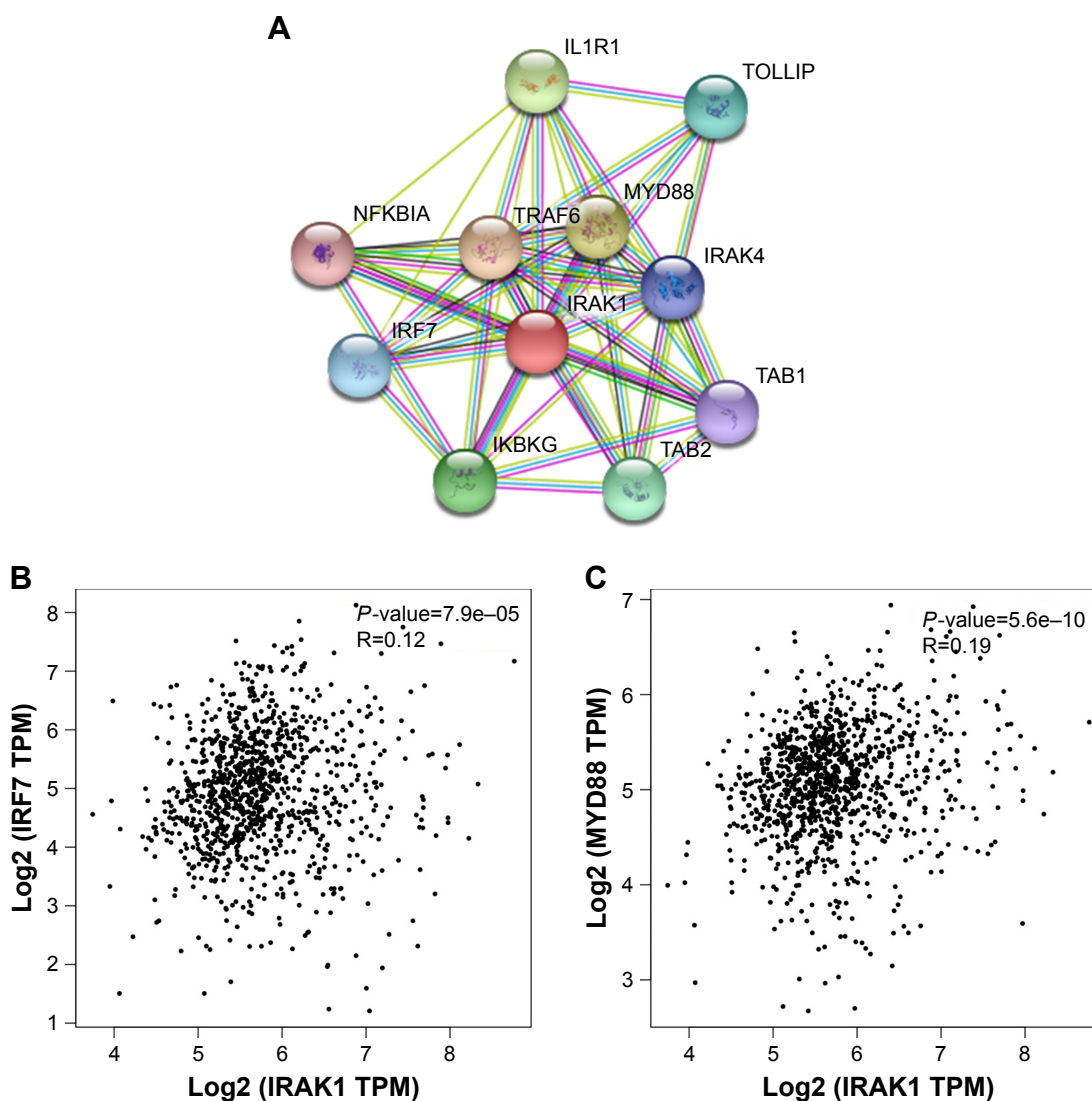 A
IL1R1
TOLLIP
MYD88
NFKBIA
TRAF6
IRAK4
IRAK1
IRF7
TAB1
IKBKG
TAB2
B
P-value=7.9e–05
R=0.12
8
7
6
5
4
3
2
1
Log2 (IRF7 TPM)
4 5 6 7 8
Log2 (IRAK1 TPM)
C
P-value=5.6e–10
R=0.19
7
6
5
4
3
Log2 (MYD88 TPM)
4 5 6 7 8
Log2 (IRAK1 TPM)